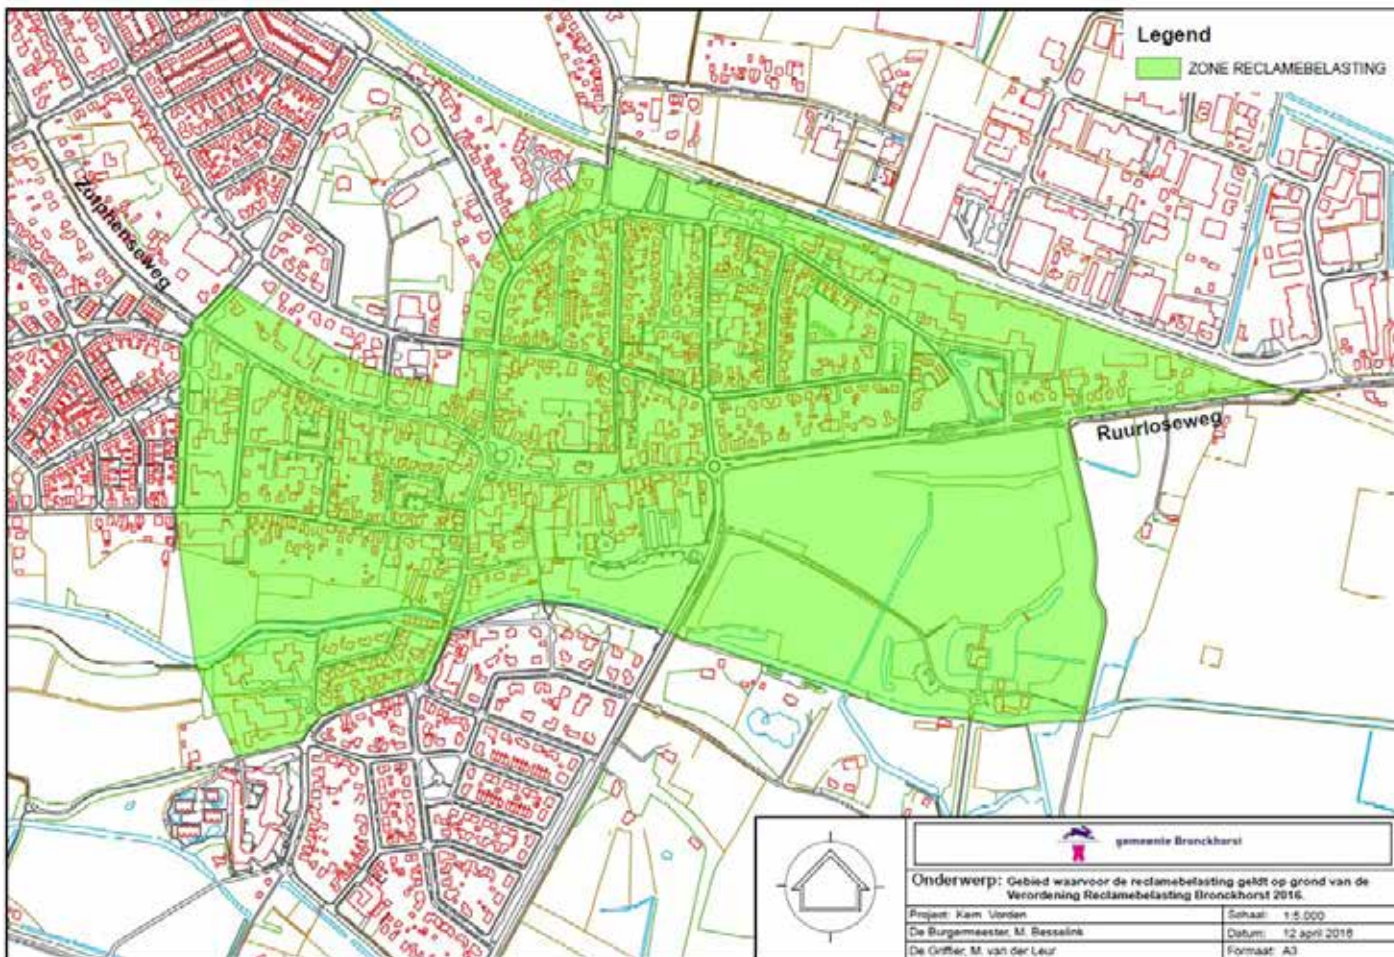 Legend
ZONE RECLAMEBELASTING
Zutphenseweg
Ruurloseweg
gemeente Bronckhorst
Onderwerp: Gebied waarvoor de reclamebelasting geldt op grond van de
Verordening Reclamebelasting Bronckhorst 2016.
Project: Kern Vorden
Schaal: 1:5.000
De Burgermeester, M. Besselink
Datum: 12 april 2016
De Griffier, M. van der Leur
Formaat: A3